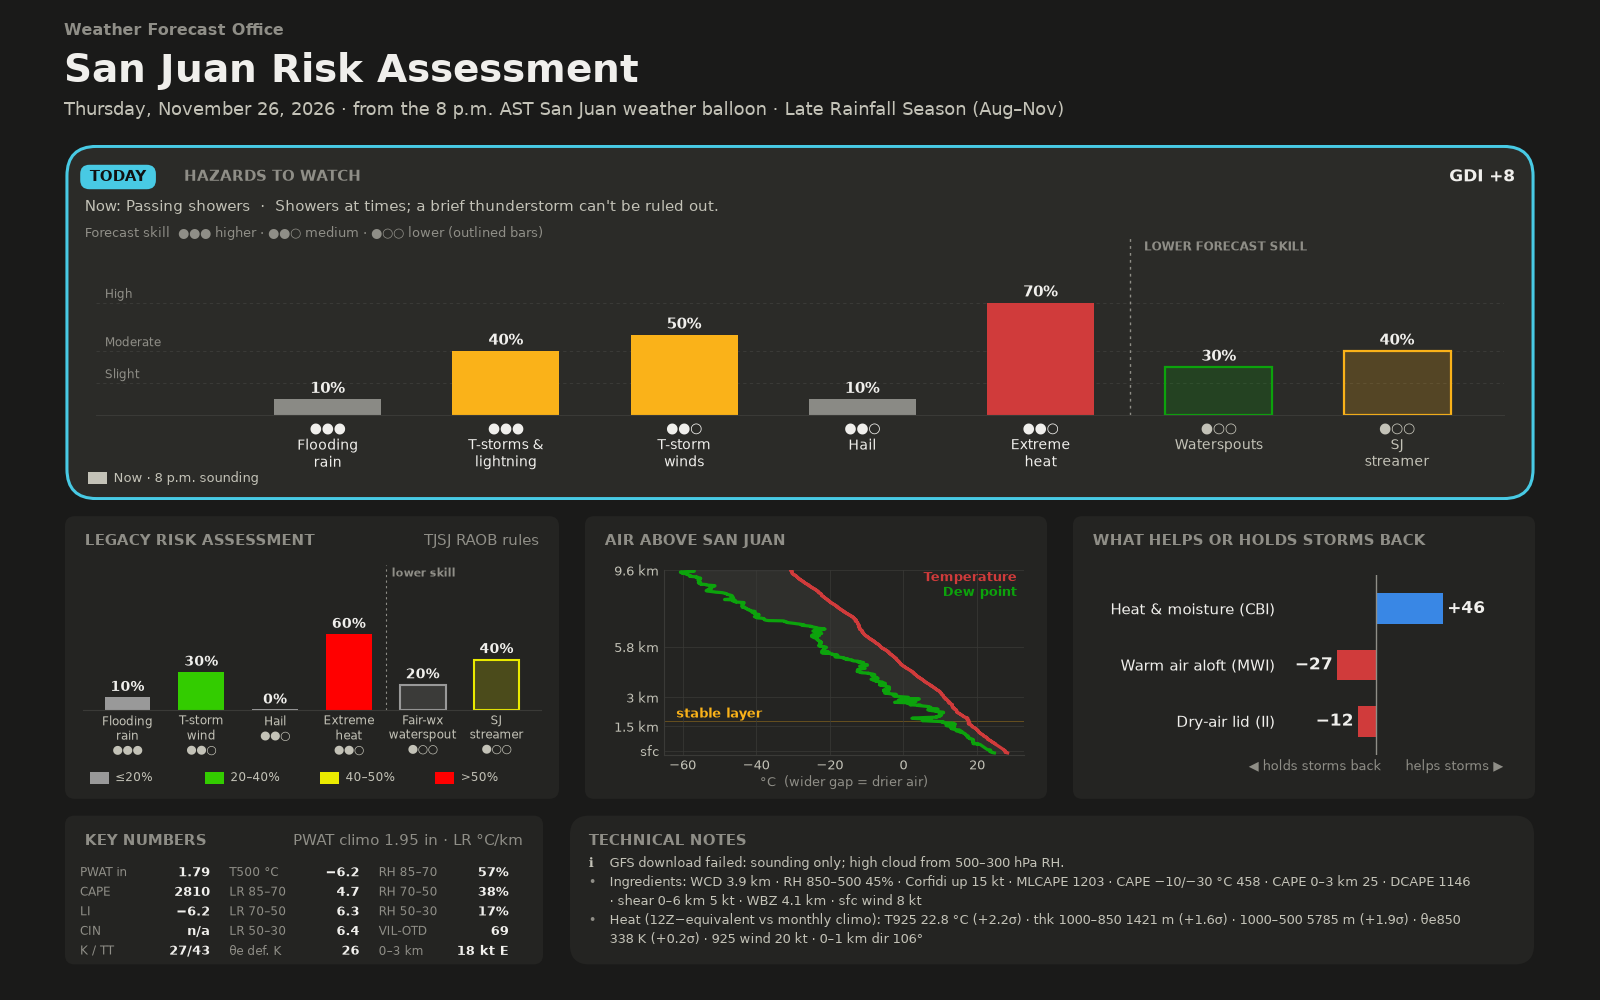 Weather Forecast Office
San Juan Risk Assessment
Thursday, November 26, 2026 · from the 8 p.m. AST San Juan weather balloon · Late Rainfall Season (Aug–Nov)
TODAY HAZARDS TO WATCH GDI +8
Now: Passing showers · Showers at times; a brief thunderstorm can't be ruled out.
Forecast skill ●●● higher · ●●○ medium · ●○○ lower (outlined bars)
LOWER FORECAST SKILL
High
Moderate
Slight
10% 40% 50% 10% 70% 30% 40%
●●● ●●● ●●○ ●●○ ●●○ ●○○ ●○○
Flooding rain
T-storms & lightning
T-storm winds
Hail
Extreme heat
Waterspouts
SJ streamer
Now · 8 p.m. sounding
LEGACY RISK ASSESSMENT TJSJ RAOB rules
lower skill
10% 30% 0% 60% 20% 40%
Flooding rain ●●●
T-storm wind ●●○
Hail ●●○
Extreme heat ●●○
Fair-wx waterspout ●○○
SJ streamer ●○○
≤20% 20–40% 40–50% >50%
AIR ABOVE SAN JUAN
Temperature
Dew point
9.6 km
5.8 km
3 km
stable layer
1.5 km
sfc
−60 −40 −20 0 20
°C (wider gap = drier air)
WHAT HELPS OR HOLDS STORMS BACK
Heat & moisture (CBI) +46
Warm air aloft (MWI) −27
Dry-air lid (II) −12
◀ holds storms back helps storms ▶
KEY NUMBERS PWAT climo 1.95 in · LR °C/km
PWAT in 1.79 T500 °C −6.2 RH 85–70 57%
CAPE 2810 LR 85–70 4.7 RH 70–50 38%
LI −6.2 LR 70–50 6.3 RH 50–30 17%
CIN n/a LR 50–30 6.4 VIL-OTD 69
K / TT 27/43 θe def. K 26 0–3 km 18 kt E
TECHNICAL NOTES
ℹ GFS download failed: sounding only; high cloud from 500–300 hPa RH.
• Ingredients: WCD 3.9 km · RH 850–500 45% · Corfidi up 15 kt · MLCAPE 1203 · CAPE −10/−30 °C 458 · CAPE 0–3 km 25 · DCAPE 1146
· shear 0–6 km 5 kt · WBZ 4.1 km · sfc wind 8 kt
• Heat (12Z−equivalent vs monthly climo): T925 22.8 °C (+2.2σ) · thk 1000–850 1421 m (+1.6σ) · 1000–500 5785 m (+1.9σ) · θe850
338 K (+0.2σ) · 925 wind 20 kt · 0–1 km dir 106°